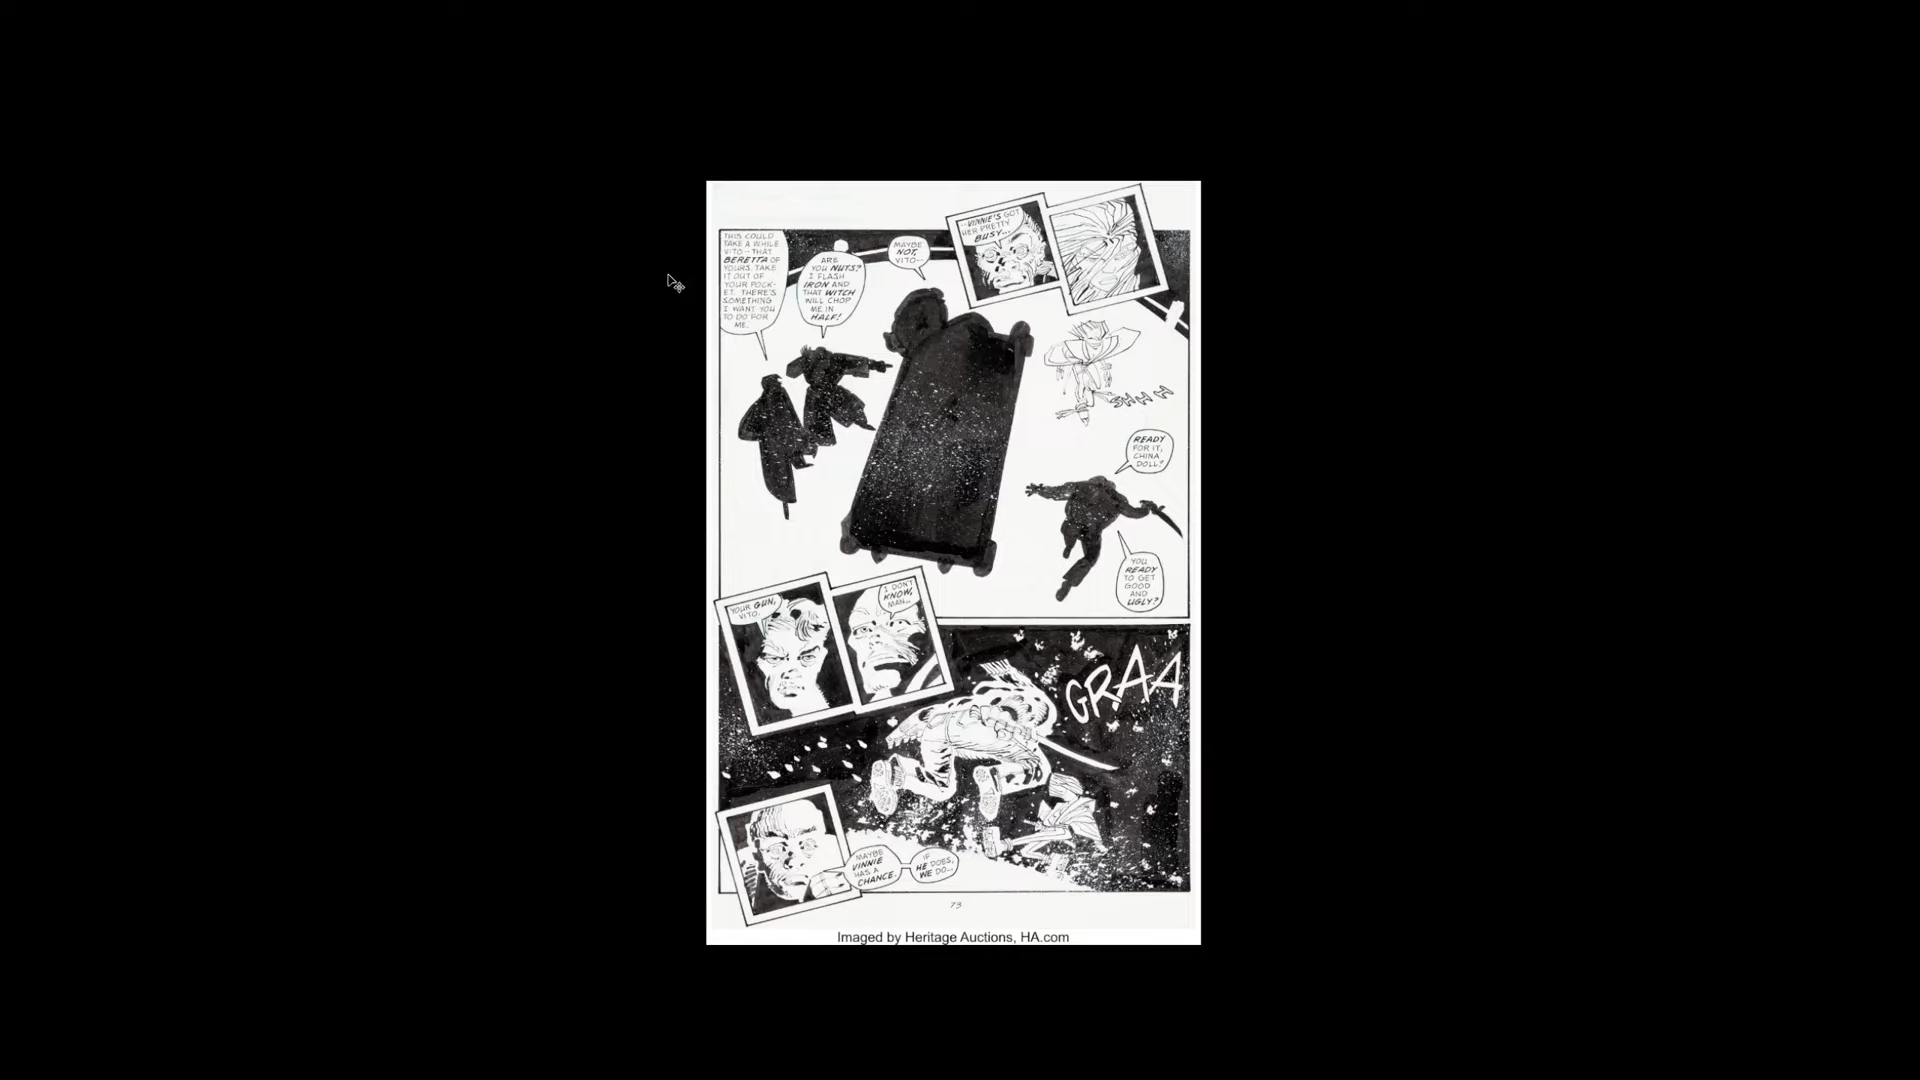 THIS COULD
TAKE A WHILE
VITO--THAT
BERETTA OF
YOURS. TAKE
IT OUT OF
YOUR POCK-
ET. THERE'S
SOMETHING
I WANT YOU
TO DO FOR
ME.
ARE
YOU NUTS?
I FLASH
IRON AND
THAT WITCH
WILL CHOP
ME IN
HALF!
MAYBE
NOT,
VITO--
--VINNIE'S GOT
HER PRETTY
BUSY...
SHHH
READY
FOR IT,
CHINA
DOLL?
YOU
READY
TO GET
GOOD
AND
UGLY?
YOUR GUN,
VITO.
I DON'T
KNOW,
MAN...
GRAA
MAYBE
VINNIE
HAS A
CHANCE.
IF
HE DOES,
WE DO...
73
Imaged by Heritage Auctions, HA.com